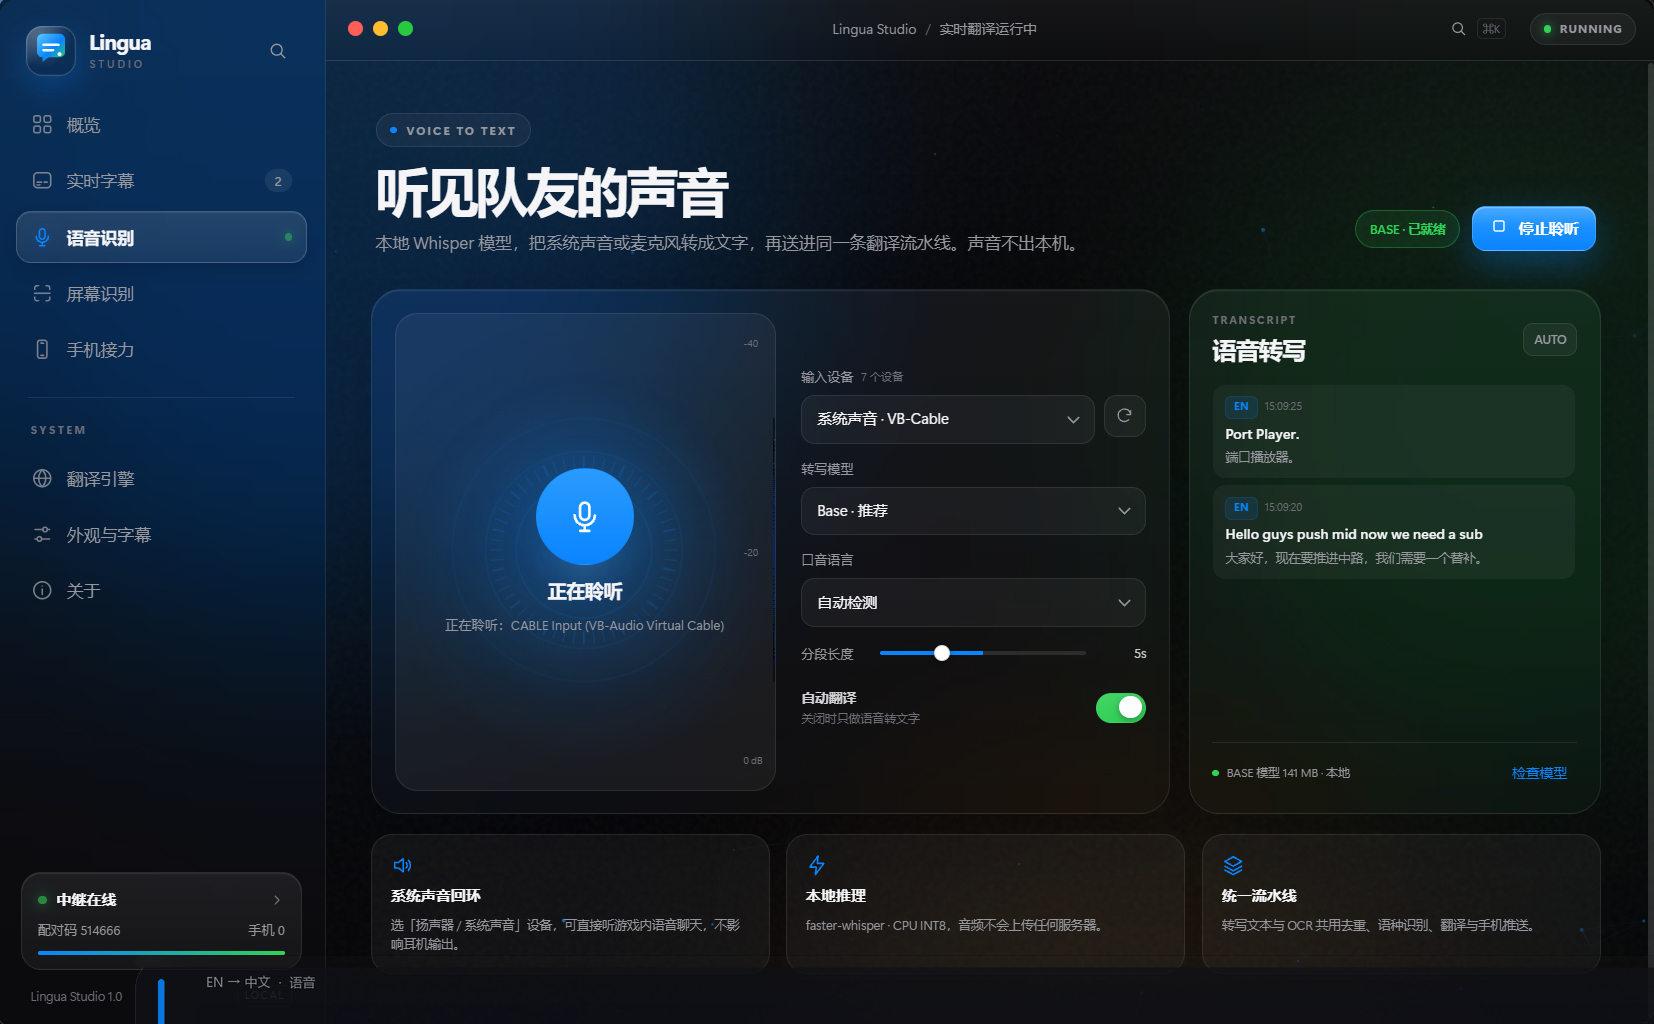 Lingua
STUDIO
概览
实时字幕
2
语音识别
屏幕识别
手机接力
SYSTEM
翻译引擎
外观与字幕
关于
中继在线
配对码 514666
手机 0
Lingua Studio 1.0
LOCAL
EN → 中文 · 语音
Lingua Studio / 实时翻译运行中
⌘K
RUNNING
VOICE TO TEXT
听见队友的声音
本地 Whisper 模型，把系统声音或麦克风转成文字，再送进同一条翻译流水线。声音不出本机。
BASE · 已就绪
停止聆听
-40
-20
0 dB
正在聆听
正在聆听：CABLE Input (VB-Audio Virtual Cable)
输入设备 7 个设备
系统声音 · VB-Cable
转写模型
Base · 推荐
口音语言
自动检测
分段长度
5s
自动翻译
关闭时只做语音转文字
TRANSCRIPT
语音转写
AUTO
EN 15:09:25
Port Player.
端口播放器。
EN 15:09:20
Hello guys push mid now we need a sub
大家好，现在要推进中路，我们需要一个替补。
BASE 模型 141 MB · 本地
检查模型
系统声音回环
选「扬声器 / 系统声音」设备，可直接听游戏内语音聊天，不影
响耳机输出。
本地推理
faster-whisper · CPU INT8，音频不会上传任何服务器。
统一流水线
转写文本与 OCR 共用去重、语种识别、翻译与手机推送。